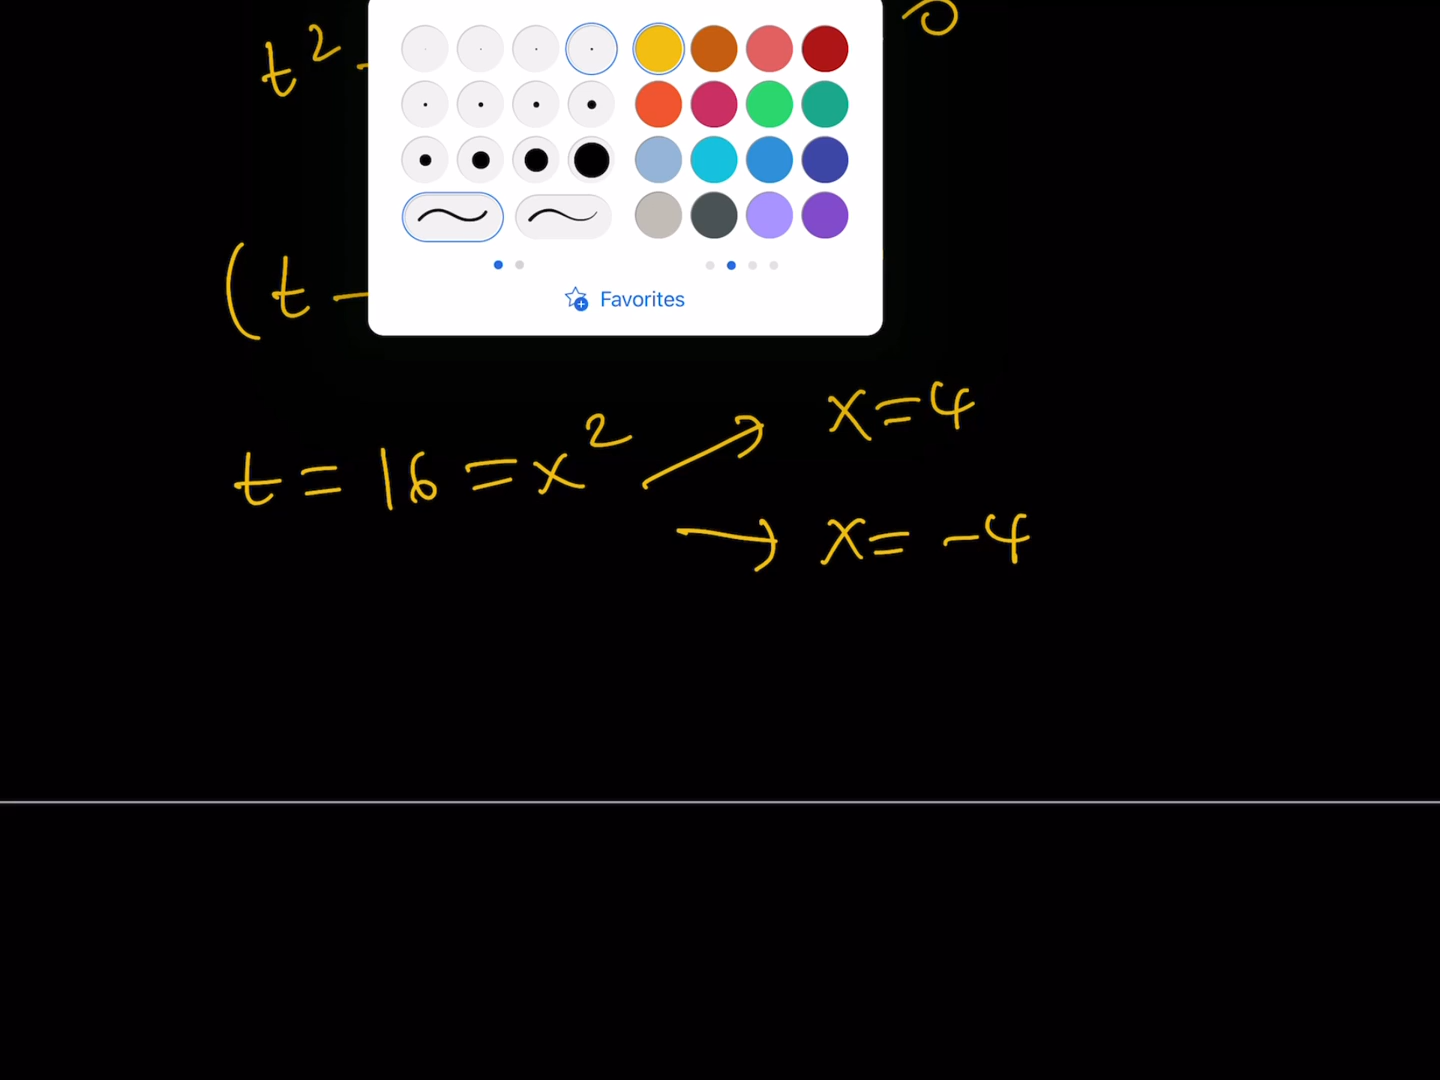 t² -
(t -
Favorites
x = 4
t = 16 = x²
x = -4